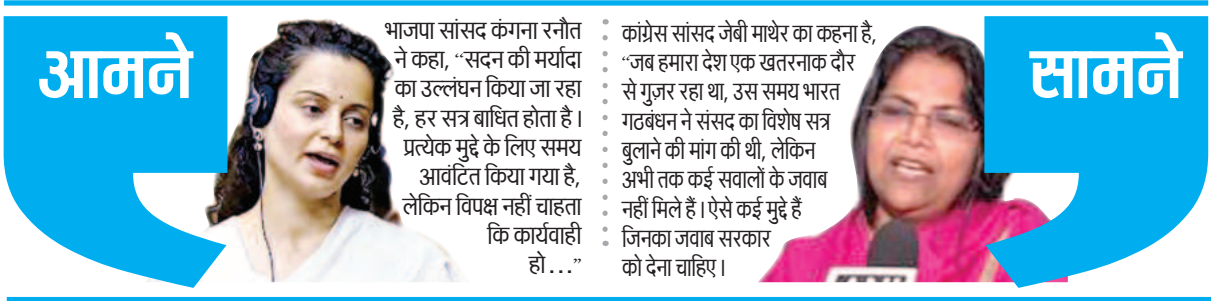 आमने
भाजपा सांसद कंगना रनौत
ने कहा, “सदन की मर्यादा
का उल्लंघन किया जा रहा
है, हर सत्र बाधित होता है।
प्रत्येक मुद्दे के लिए समय
आवंटित किया गया है,
लेकिन विपक्ष नहीं चाहता
कि कार्यवाही
हो...”
कांग्रेस सांसद जेबी माथेर का कहना है,
“जब हमारा देश एक खतरनाक दौर
से गुज़र रहा था, उस समय भारत
गठबंधन ने संसद का विशेष सत्र
बुलाने की मांग की थी, लेकिन
अभी तक कई सवालों के जवाब
नहीं मिले हैं। ऐसे कई मुद्दे हैं
जिनका जवाब सरकार
को देना चाहिए।
सामने